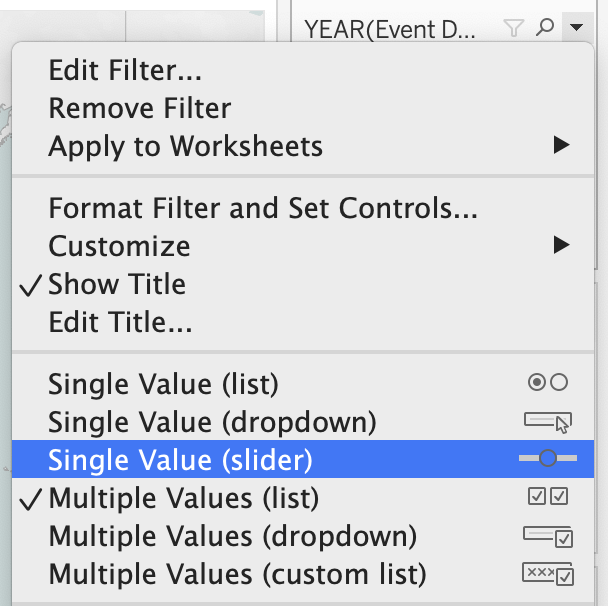 YEAR(Event D...
Edit Filter...
Remove Filter
Apply to Worksheets
Format Filter and Set Controls...
Customize
Show Title
Edit Title...
Single Value (list)
Single Value (dropdown)
Single Value (slider)
Multiple Values (list)
Multiple Values (dropdown)
Multiple Values (custom list)